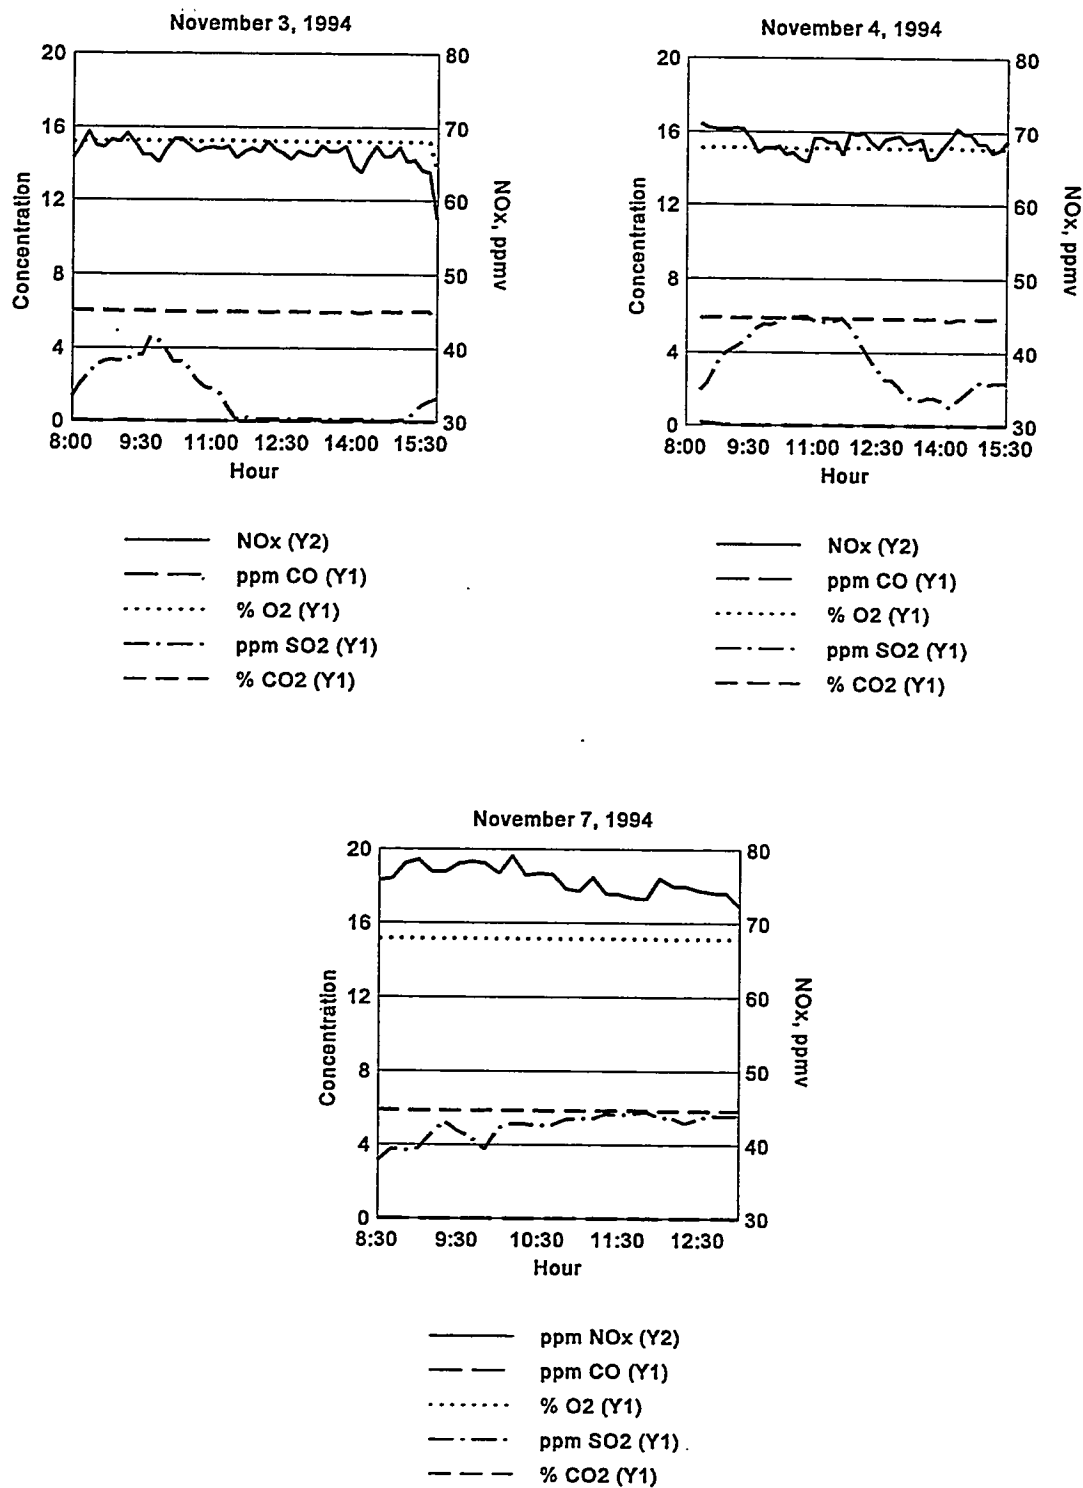 November 3, 1994
20
16
12
8
4
0
Concentration
80
70
60
50
40
30
NOx, ppmv
8:00 9:30 11:00 12:30 14:00 15:30
Hour
NOx (Y2)
ppm CO (Y1)
% O2 (Y1)
ppm SO2 (Y1)
% CO2 (Y1)
November 4, 1994
20
16
12
8
4
0
Concentration
80
70
60
50
40
30
NOx, ppmv
8:00 9:30 11:00 12:30 14:00 15:30
Hour
NOx (Y2)
ppm CO (Y1)
% O2 (Y1)
ppm SO2 (Y1)
% CO2 (Y1)
November 7, 1994
20
16
12
8
4
0
Concentration
80
70
60
50
40
30
NOx, ppmv
8:30 9:30 10:30 11:30 12:30
Hour
ppm NOx (Y2)
ppm CO (Y1)
% O2 (Y1)
ppm SO2 (Y1)
% CO2 (Y1)